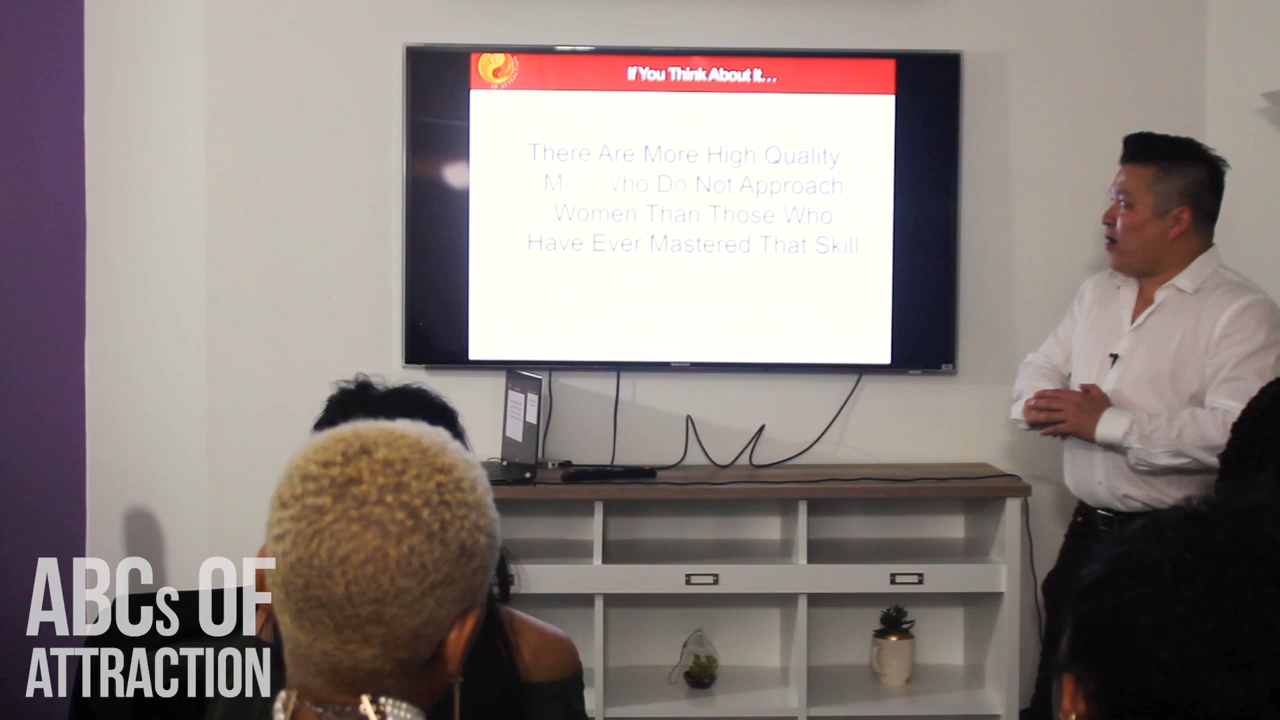 If You Think About It...
There Are More High Quality
Who Do Not Approach
Women Than Those Who
Have Ever Mastered That Skill
ABCs OF
ATTRACTION